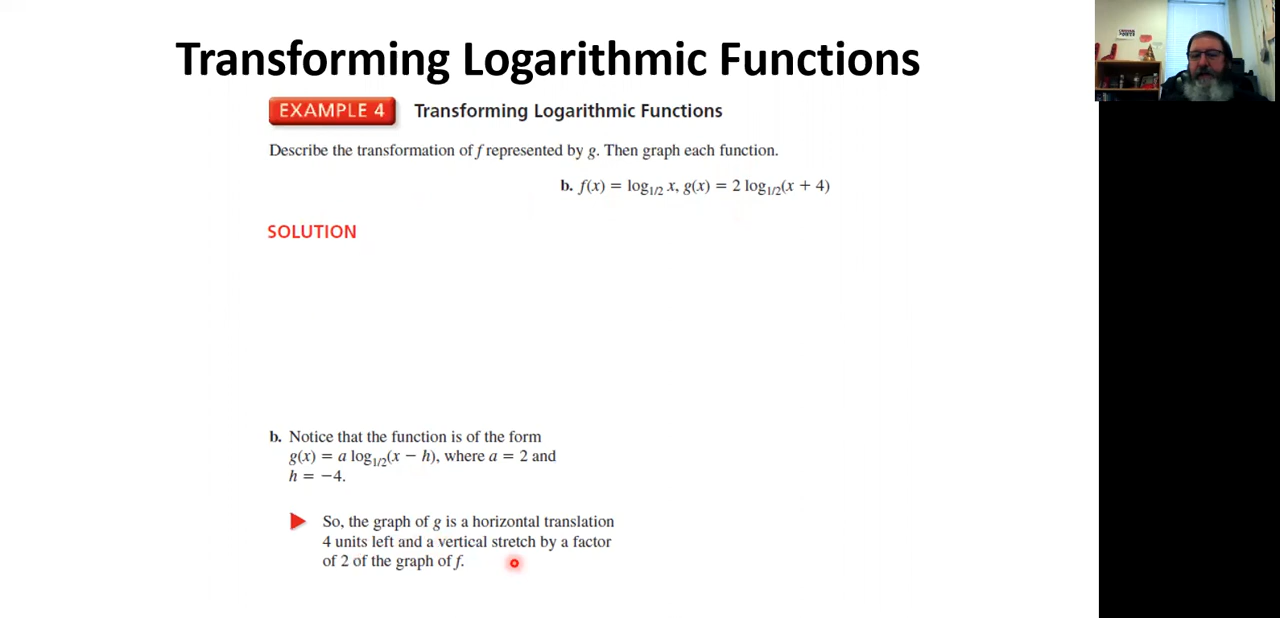 Transforming Logarithmic Functions
EXAMPLE 4 Transforming Logarithmic Functions
Describe the transformation of f represented by g. Then graph each function.
b. f(x) = log₁/₂ x, g(x) = 2 log₁/₂(x + 4)
SOLUTION
b. Notice that the function is of the form
g(x) = a log₁/₂(x − h), where a = 2 and
h = −4.
So, the graph of g is a horizontal translation
4 units left and a vertical stretch by a factor
of 2 of the graph of f.